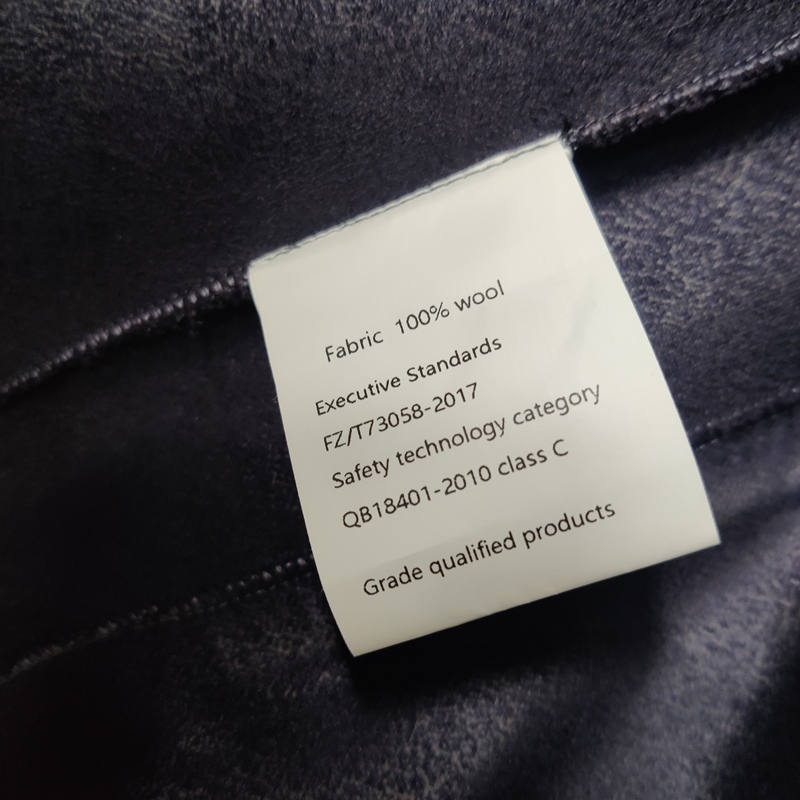 Fabric 100% wool
Executive Standards
FZ/T73058-2017
Safety technology category
QB18401-2010 class C
Grade qualified products